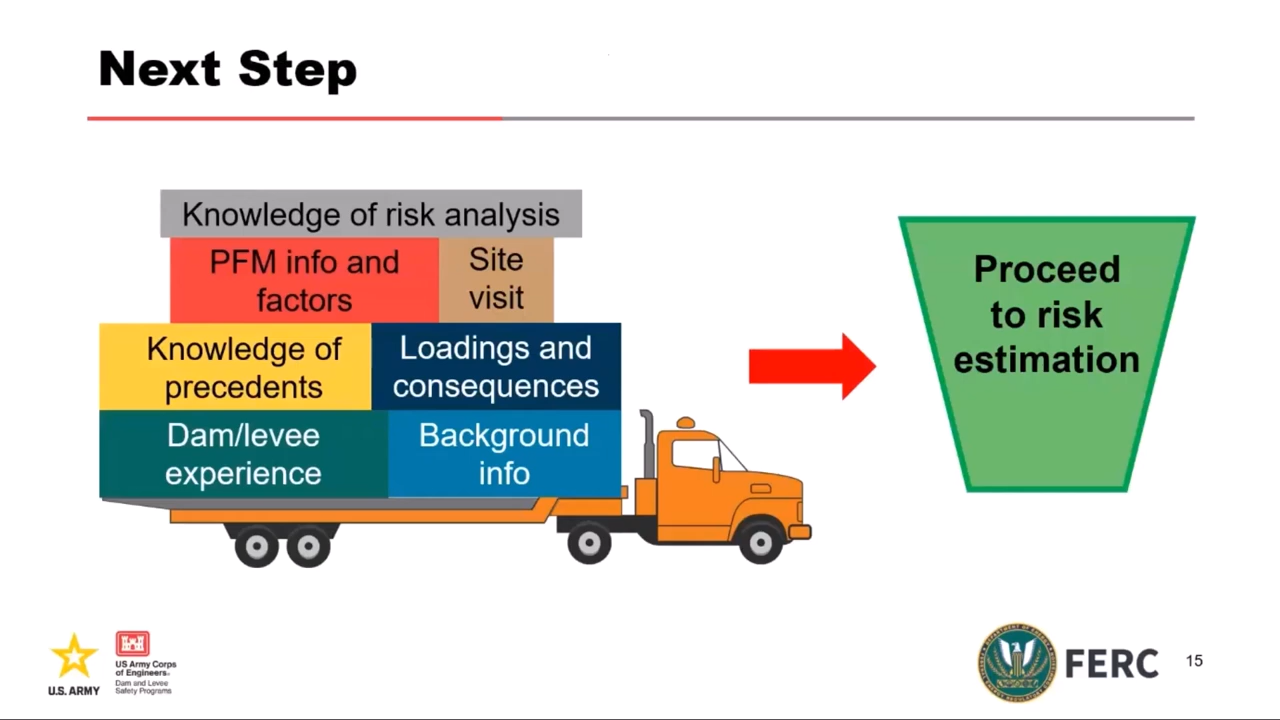 Next Step
Knowledge of risk analysis
PFM info and
factors
Site
visit
Knowledge of
precedents
Loadings and
consequences
Dam/levee
experience
Background
info
Proceed
to risk
estimation
U.S. ARMY
US Army Corps
of Engineers®
Dam and Levee
Safety Programs
FERC
15